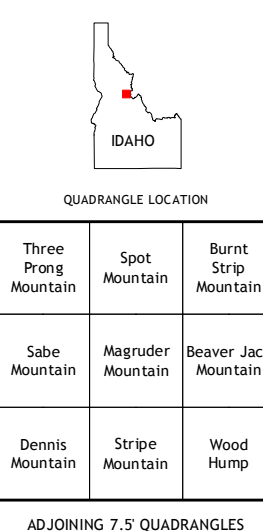 IDAHO
QUADRANGLE LOCATION
Three
Prong
Mountain
Spot
Mountain
Burnt
Strip
Mountain
Sabe
Mountain
Magruder
Mountain
Beaver Jac
Mountain
Dennis
Mountain
Stripe
Mountain
Wood
Hump
ADJOINING 7.5' QUADRANGLES